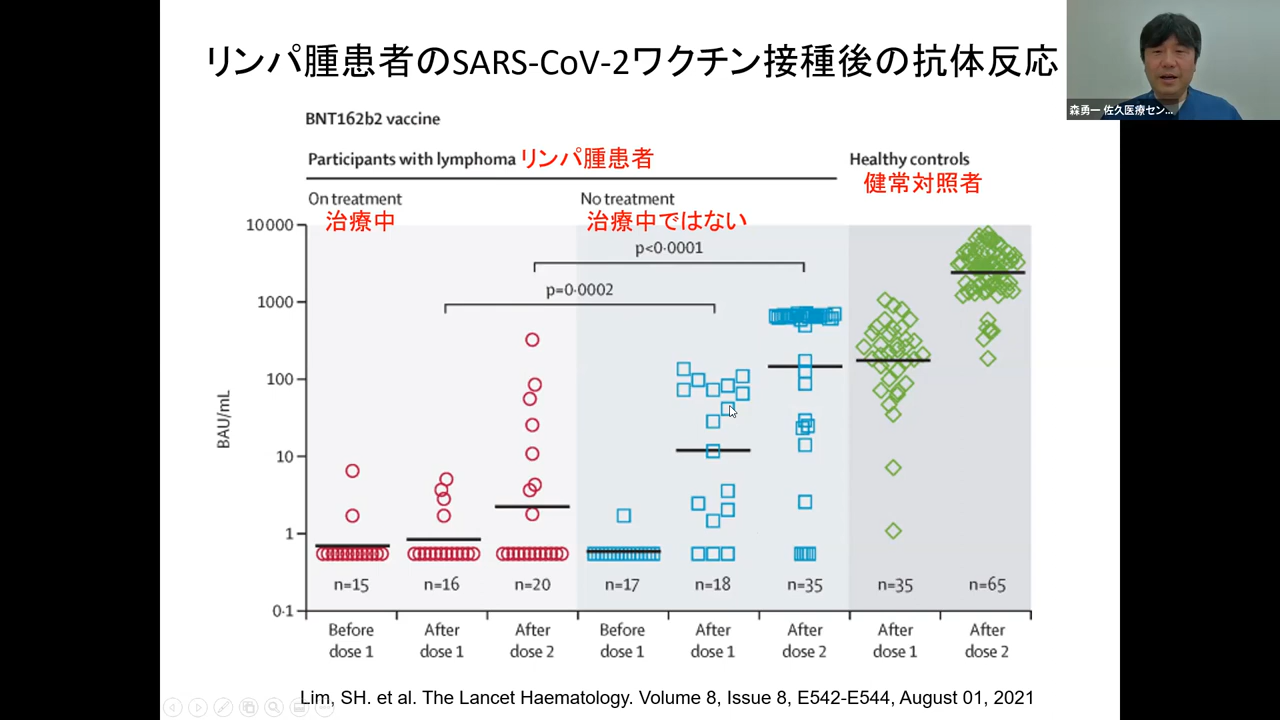 リンパ腫患者のSARS-CoV-2ワクチン接種後の抗体反応
森勇一 佐久医療セン...
BNT162b2 vaccine
Participants with lymphoma リンパ腫患者
Healthy controls
健常対照者
On treatment
治療中
No treatment
治療中ではない
p<0·0001
p=0·0002
BAU/mL
10 000
1000
100
10
1
0·1
n=15
n=16
n=20
n=17
n=18
n=35
n=35
n=65
Before
dose 1
After
dose 1
After
dose 2
Before
dose 1
After
dose 1
After
dose 2
After
dose 1
After
dose 2
Lim, SH. et al. The Lancet Haematology. Volume 8, Issue 8, E542-E544, August 01, 2021